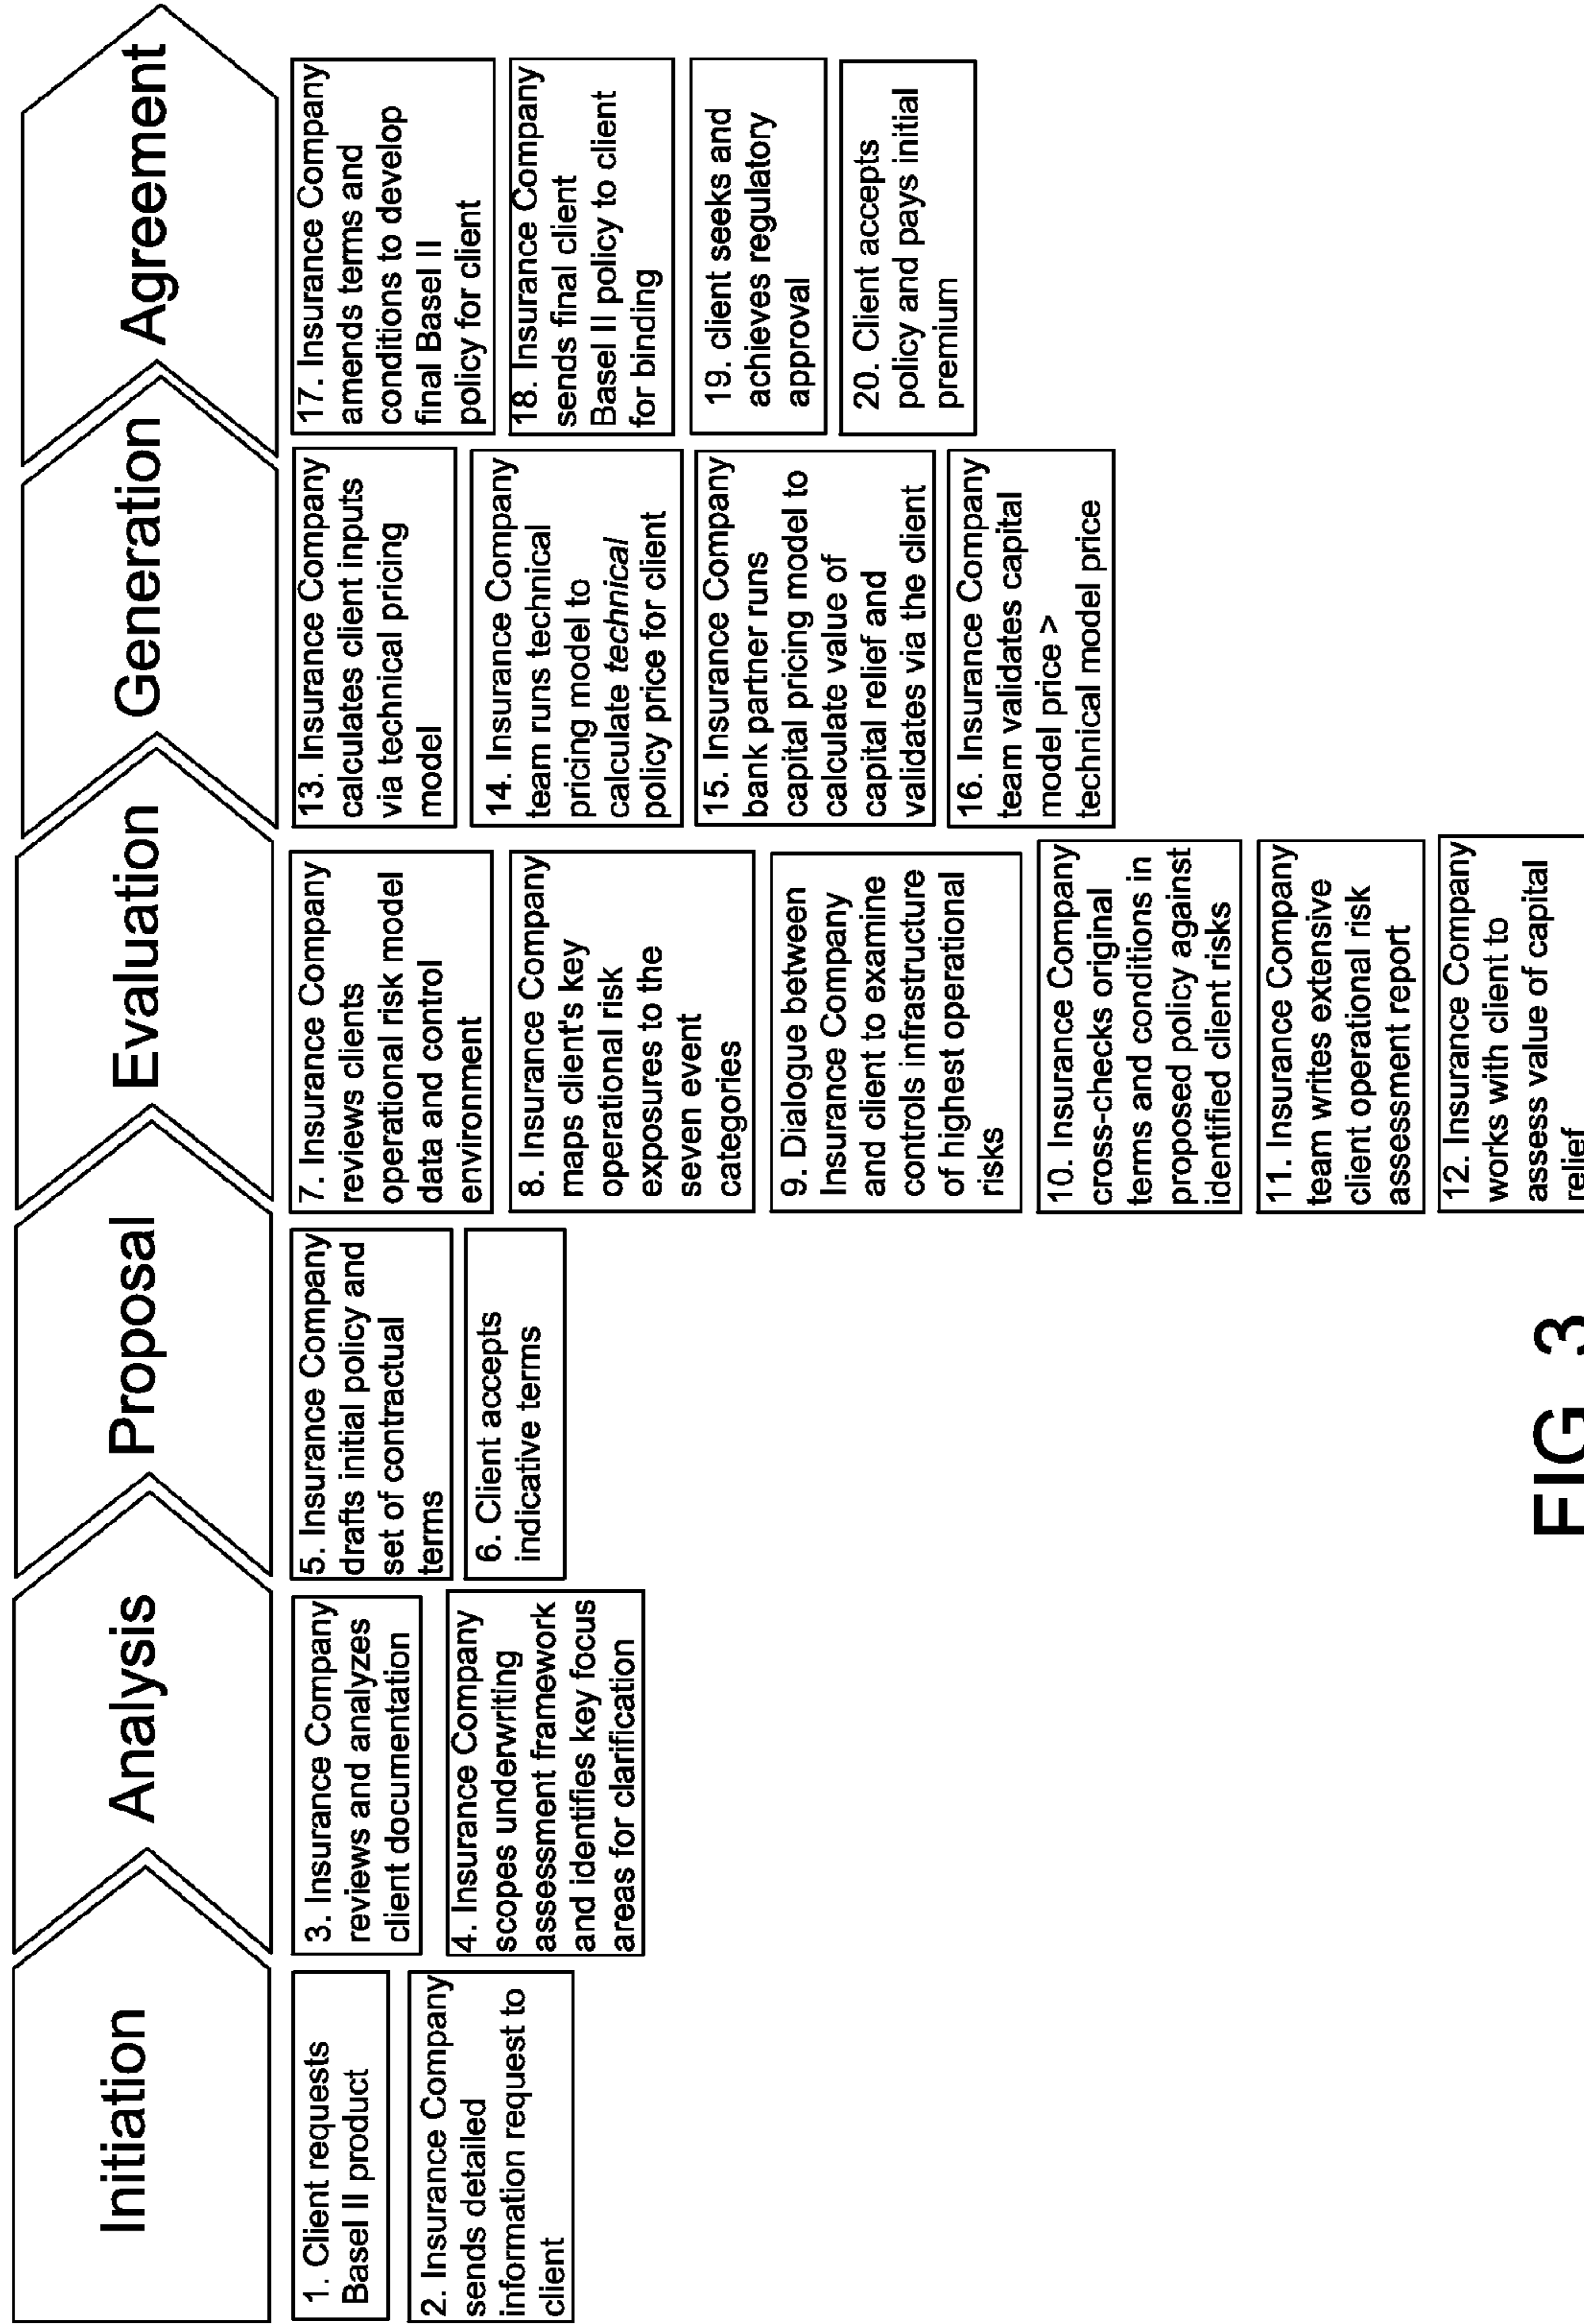 Initiation
Analysis
Proposal
Evaluation
Generation
Agreement
1. Client requests
Basel II product
2. Insurance Company
sends detailed
information request to
client
3. Insurance Company
reviews and analyzes
client documentation
4. Insurance Company
scopes underwriting
assessment framework
and identifies key focus
areas for clarification
5. Insurance Company
drafts initial policy and
set of contractual
terms
6. Client accepts
indicative terms
7. Insurance Company
reviews clients
operational risk model
data and control
environment
8. Insurance Company
maps client's key
operational risk
exposures to the
seven event
categories
9. Dialogue between
Insurance Company
and client to examine
controls infrastructure
of highest operational
risks
10. Insurance Company
cross-checks original
terms and conditions in
proposed policy against
identified client risks
11. Insurance Company
team writes extensive
client operational risk
assessment report
12. Insurance Company
works with client to
assess value of capital
relief
13. Insurance Company
calculates client inputs
via technical pricing
model
14. Insurance Company
team runs technical
pricing model to
calculate technical
policy price for client
15. Insurance Company
bank partner runs
capital pricing model to
calculate value of
capital relief and
validates via the client
16. Insurance Company
team validates capital
model price >
technical model price
17. Insurance Company
amends terms and
conditions to develop
final Basel II
policy for client
18. Insurance Company
sends final client
Basel II policy to client
for binding
19. client seeks and
achieves regulatory
approval
20. Client accepts
policy and pays initial
premium
FIG. 3